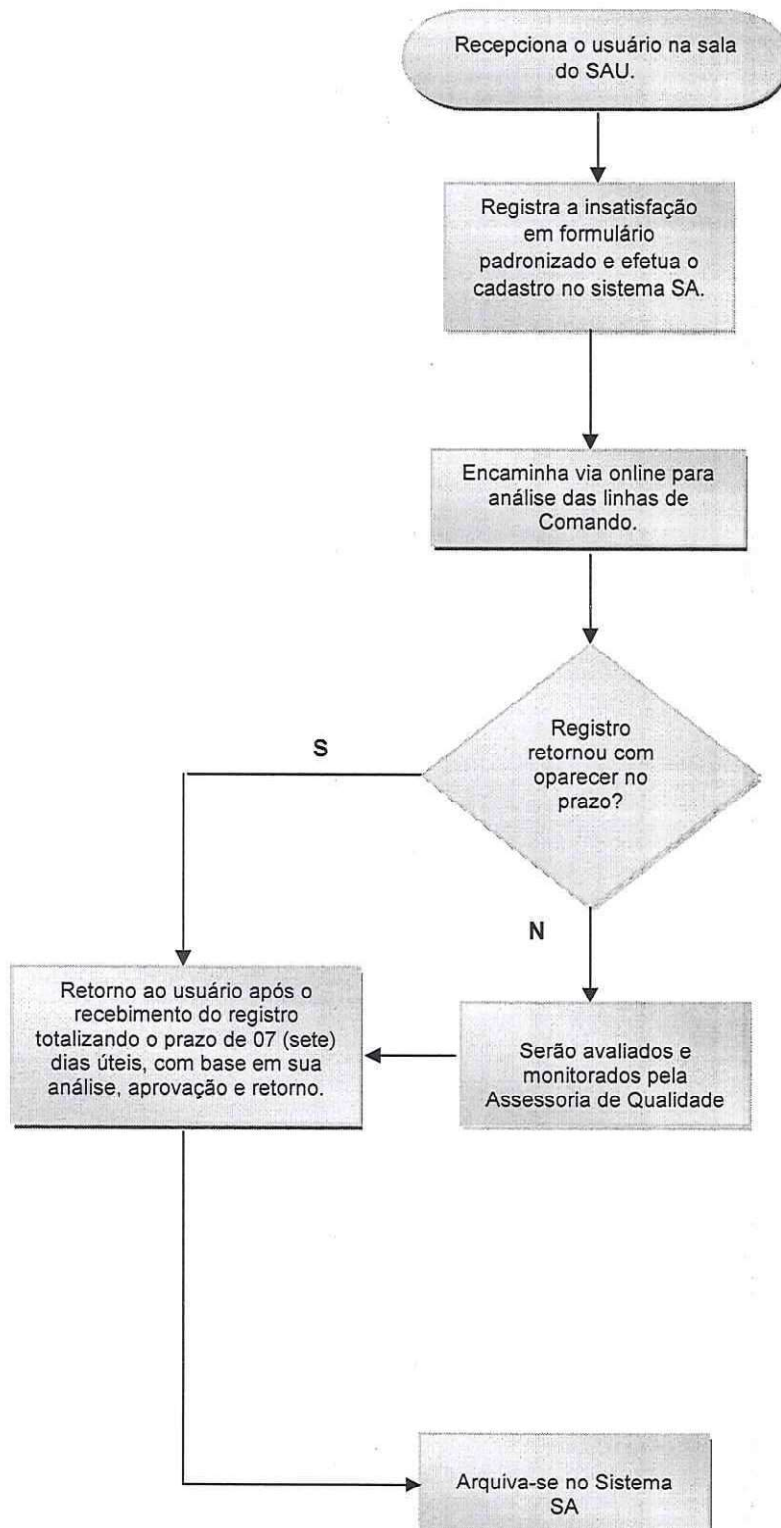 Recepciona o usuário na sala
do SAU.
Registra a insatisfação
em formulário
padronizado e efetua o
cadastro no sistema SA.
Encaminha via online para
análise das linhas de
Comando.
Registro
retornou com
oparecer no
prazo?
S
N
Retorno ao usuário após o
recebimento do registro
totalizando o prazo de 07 (sete)
dias úteis, com base em sua
análise, aprovação e retorno.
Serão avaliados e
monitorados pela
Assessoria de Qualidade
Arquiva-se no Sistema
SA